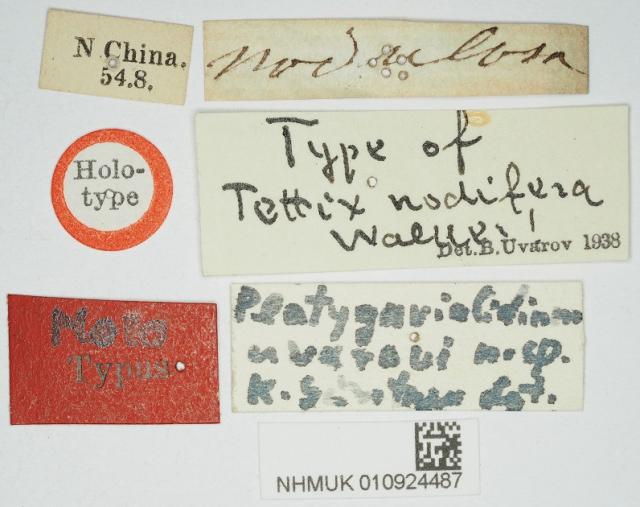 N China.
54.8.
nodulosa
Holo-
type
Type of
Tettix nodifera
Walker,
Det. B. Uvarov 1938
Holo
Typus
Platygavialidium
uvarovi n. sp.
K. Günther det.
NHMUK 010924487